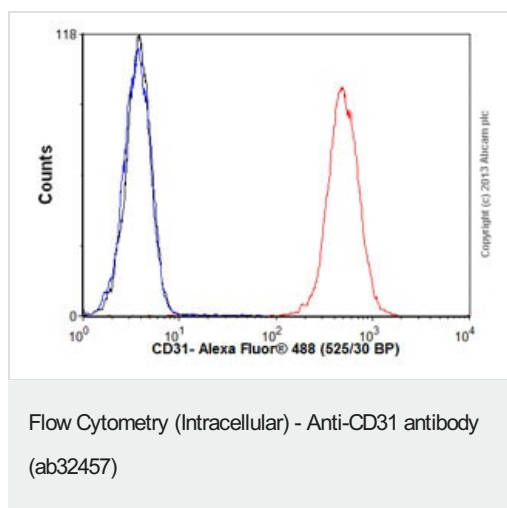 118
Counts
0
10⁰ 10¹ 10² 10³ 10⁴
CD31- Alexa Fluor® 488 (525/30 BP)
Copyright (c) 2013 Abcam plc
Flow Cytometry (Intracellular) - Anti-CD31 antibody
(ab32457)